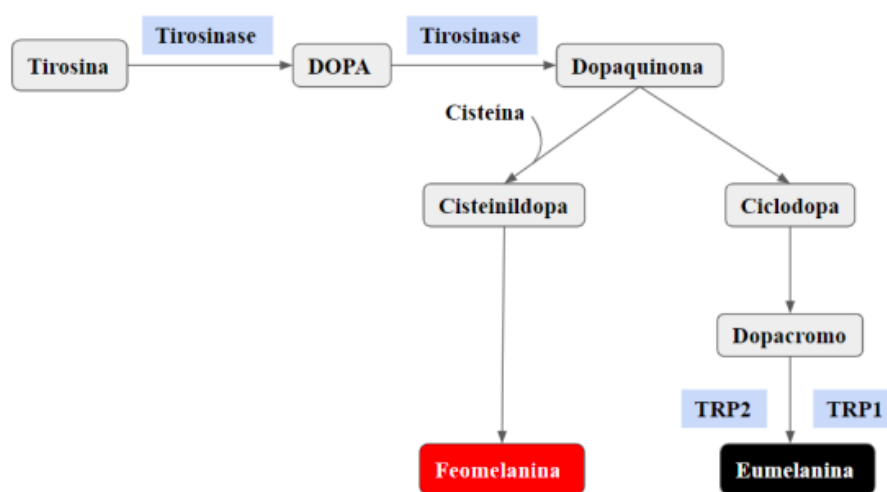 Tirosinase
Tirosinase
Tirosina
DOPA
Dopaquinona
Cisteína
Cisteinildopa
Ciclodopa
Dopacromo
TRP2
TRP1
Feomelanina
Eumelanina